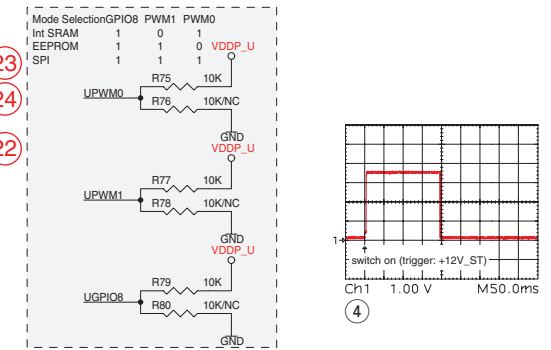 Mode Selection GPIO8 PWM1 PWM0
Int SRAM 1 0 1
EEPROM 1 1 0
SPI 1 1 1
VDDP_U
23
24
22
R75 10K
UPWM0
R76 10K/NC
GND
VDDP_U
R77 10K
UPWM1
R78 10K/NC
GND
VDDP_U
R79 10K
UGPIO8
R80 10K/NC
GND
1
switch on (trigger: +12V_ST)
Ch1 1.00 V M50.0ms
4